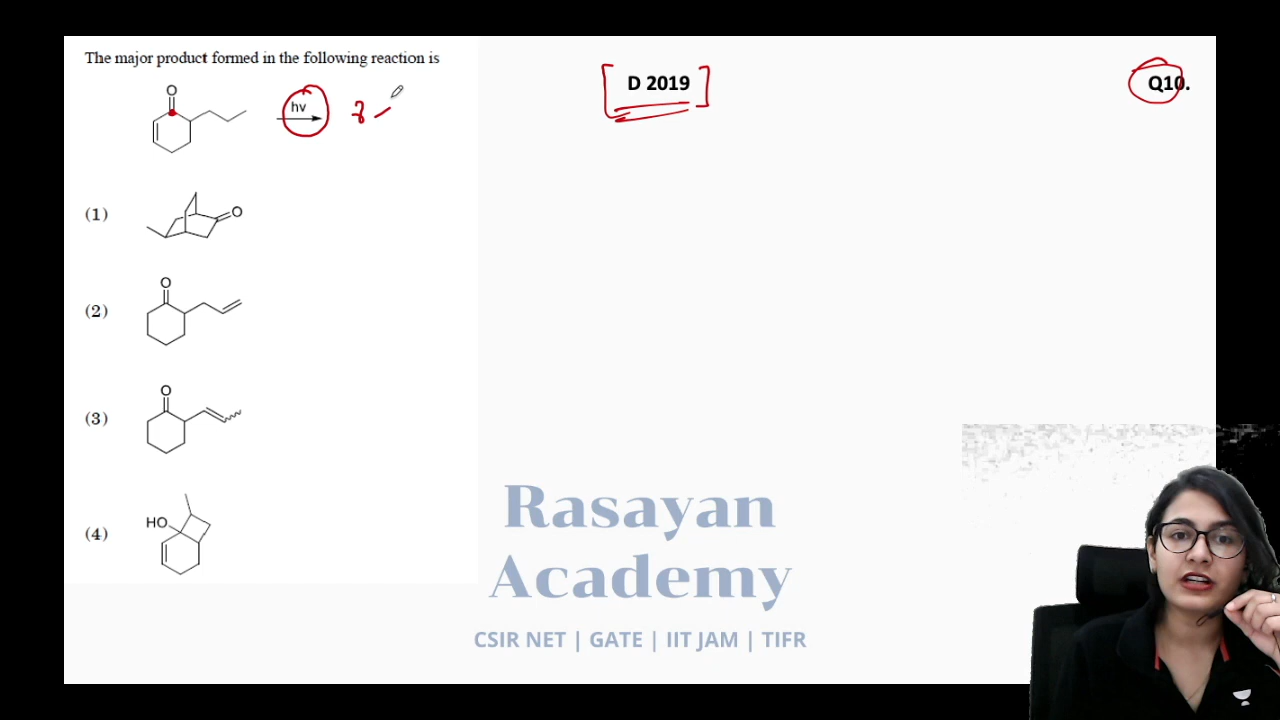 The major product formed in the following reaction is
D 2019
Q10.
O
hv
(1)
O
(2)
O
(3)
O
(4)
HO
Rasayan
Academy
CSIR NET | GATE | IIT JAM | TIFR